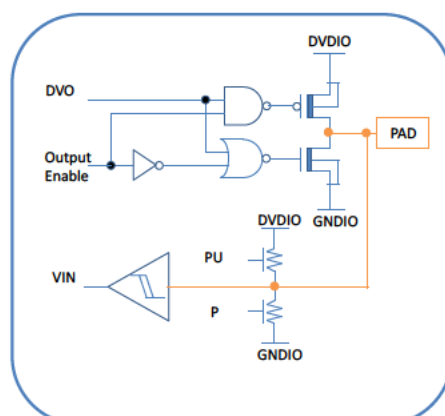 DVDIO
DVO
PAD
Output
Enable
GNDIO
DVDIO
PU
VIN
P
GNDIO